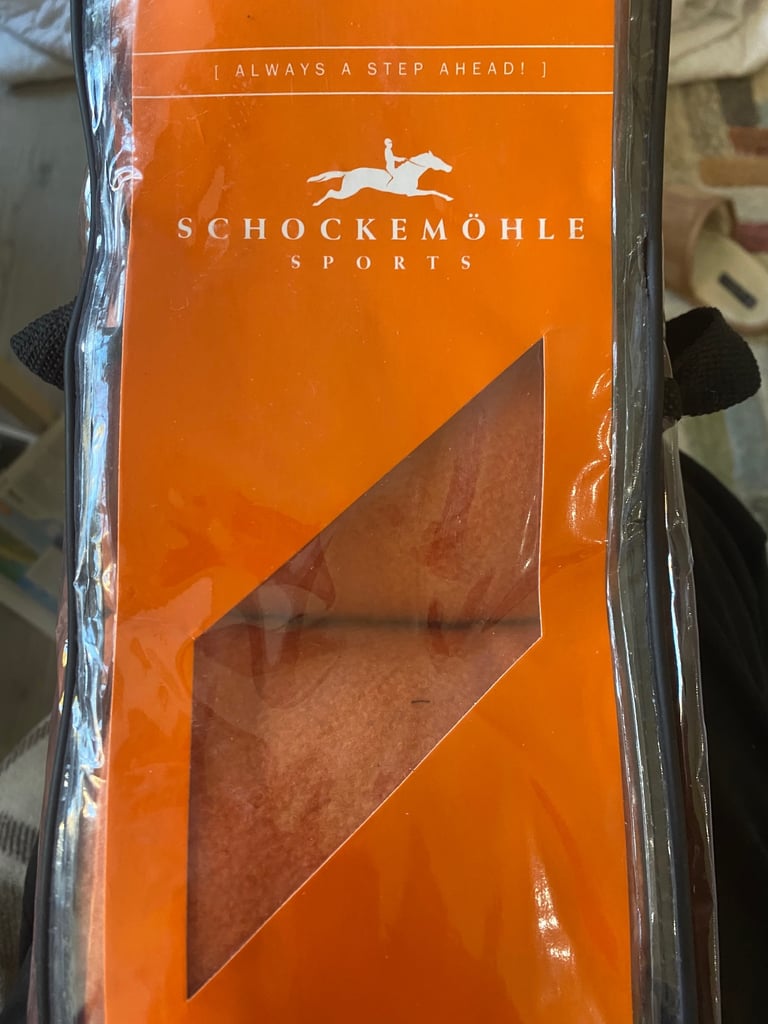 [ ALWAYS A STEP AHEAD! ]
SCHOCKEMÖHLE
SPORTS